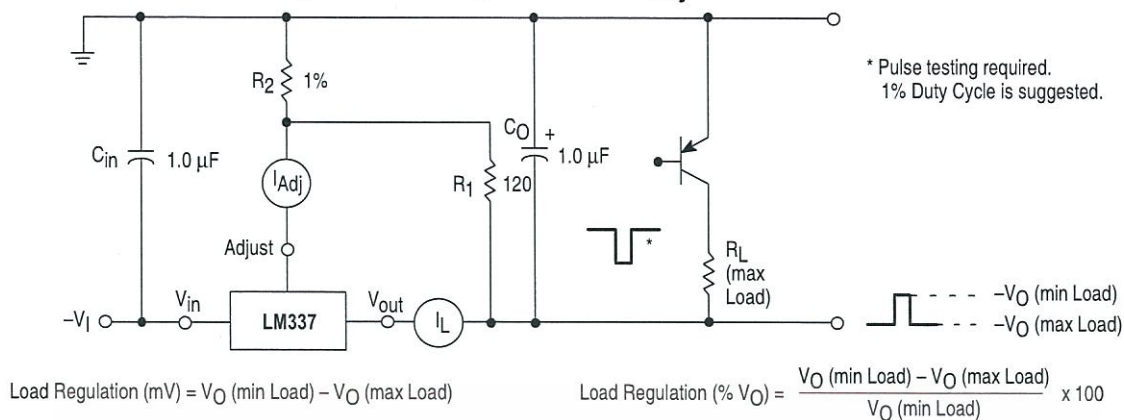 R2 1%
* Pulse testing required.
1% Duty Cycle is suggested.
Cin 1.0 μF
IAdj
R1 120
CO + 1.0 μF
*
RL
(max
Load)
Adjust
–VI
Vin
LM337
Vout
IL
–VO (min Load)
–VO (max Load)
Load Regulation (mV) = VO (min Load) – VO (max Load)
Load Regulation (% VO) = VO (min Load) – VO (max Load)
VO (min Load)
x 100